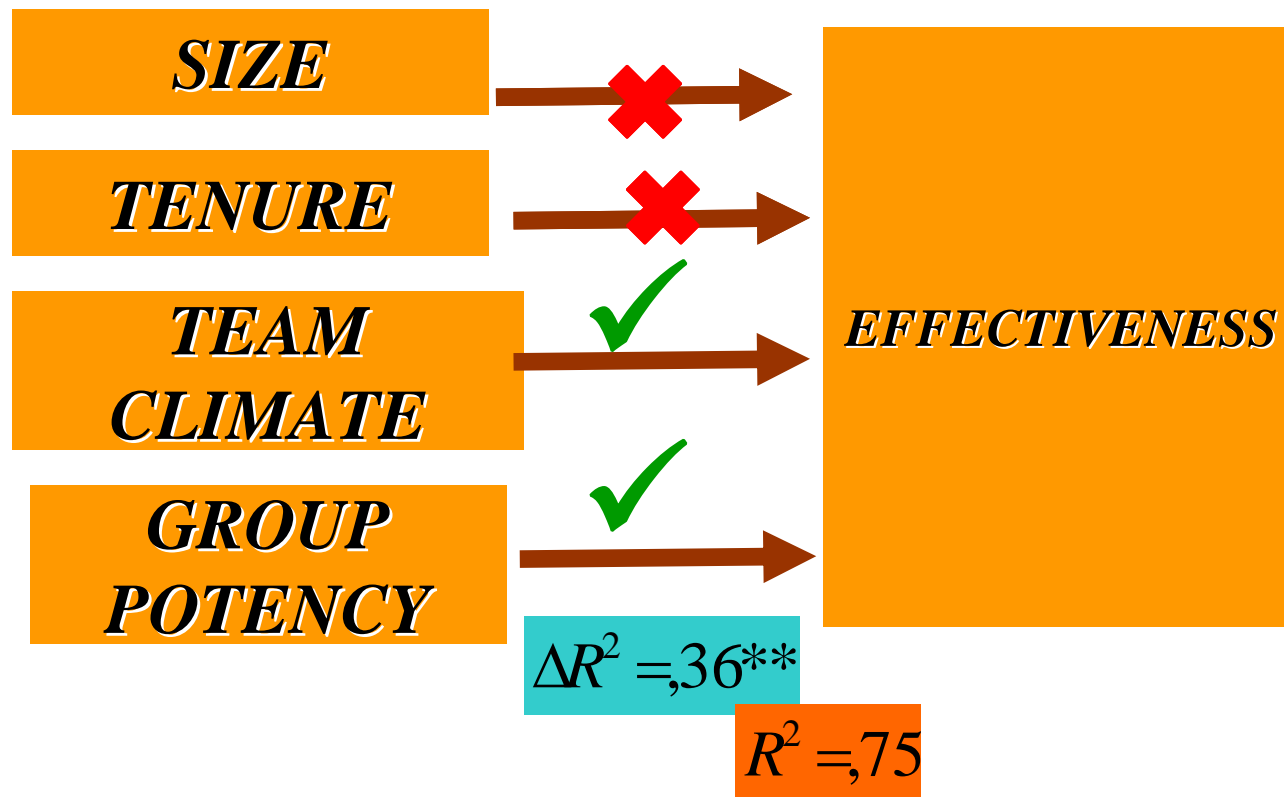 SIZE
TENURE
TEAM
CLIMATE
EFFECTIVENESS
GROUP
POTENCY
ΔR² =,36**
R² =,75